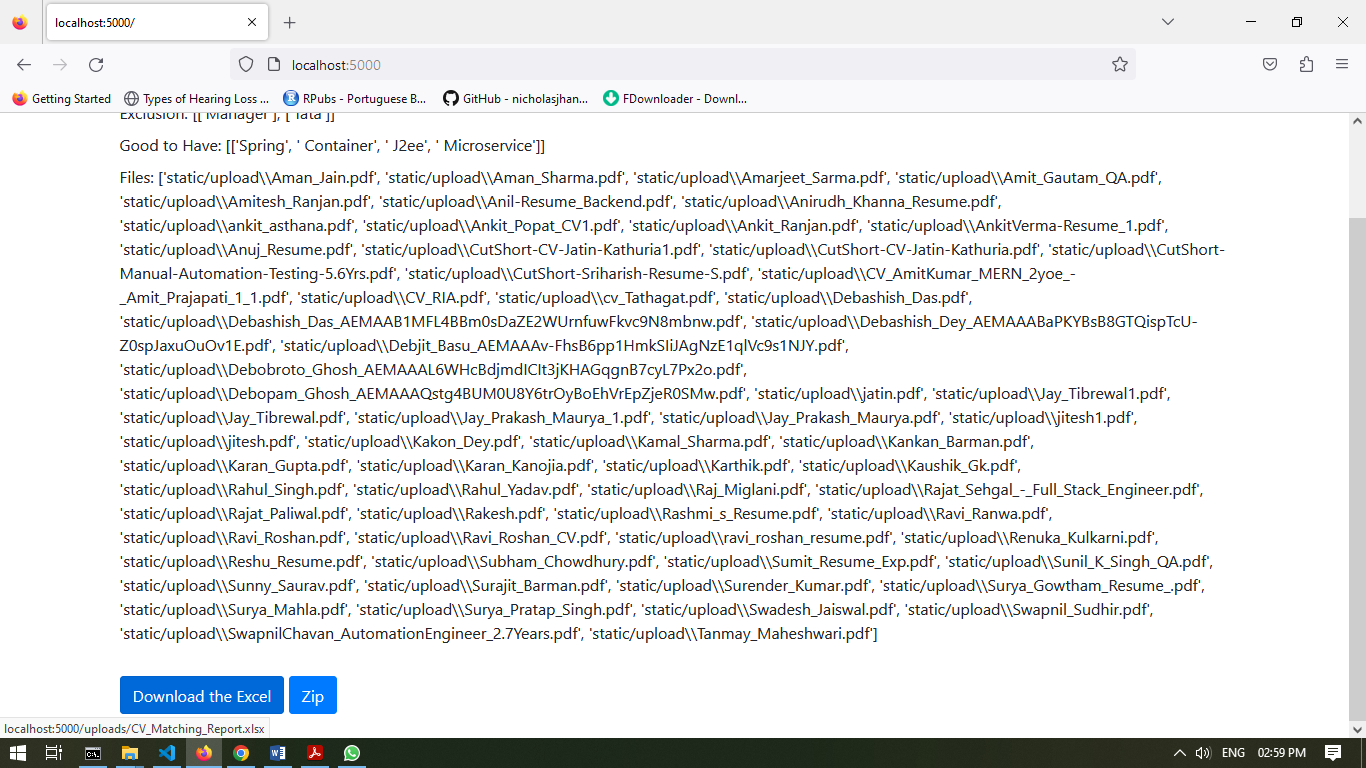 localhost:5000/
localhost:5000
Getting Started
Types of Hearing Loss ...
RPubs - Portuguese B...
GitHub - nicholasjhan...
FDownloader - Downl...
Exclusion: [['Manager'], ['Tata']]
Good to Have: [['Spring', ' Container', ' J2ee', ' Microservice']]
Files: ['static/upload\\Aman_Jain.pdf', 'static/upload\\Aman_Sharma.pdf', 'static/upload\\Amarjeet_Sarma.pdf', 'static/upload\\Amit_Gautam_QA.pdf',
'static/upload\\Amitesh_Ranjan.pdf', 'static/upload\\Anil-Resume_Backend.pdf', 'static/upload\\Anirudh_Khanna_Resume.pdf',
'static/upload\\ankit_asthana.pdf', 'static/upload\\Ankit_Popat_CV1.pdf', 'static/upload\\Ankit_Ranjan.pdf', 'static/upload\\AnkitVerma-Resume_1.pdf',
'static/upload\\Anuj_Resume.pdf', 'static/upload\\CutShort-CV-Jatin-Kathuria1.pdf', 'static/upload\\CutShort-CV-Jatin-Kathuria.pdf', 'static/upload\\CutShort-
Manual-Automation-Testing-5.6Yrs.pdf', 'static/upload\\CutShort-Sriharish-Resume-S.pdf', 'static/upload\\CV_AmitKumar_MERN_2yoe_-
_Amit_Prajapati_1_1.pdf', 'static/upload\\CV_RIA.pdf', 'static/upload\\cv_Tathagat.pdf', 'static/upload\\Debashish_Das.pdf',
'static/upload\\Debashish_Das_AEMAAB1MFL4BBm0sDaZE2WUrnfuwFkvc9N8mbnw.pdf', 'static/upload\\Debashish_Dey_AEMAAABaPKYBsB8GTQispTcU-
Z0spJaxuOuOv1E.pdf', 'static/upload\\Debjit_Basu_AEMAAAv-FhsB6pp1HmkSIiJAgNzE1qlVc9s1NJY.pdf',
'static/upload\\Debobroto_Ghosh_AEMAAAL6WHcBdjmdICIt3jKHAGqgnB7cyL7Px2o.pdf',
'static/upload\\Debopam_Ghosh_AEMAAAQstg4BUM0U8Y6trOyBoEhVrEpZjeR0SMw.pdf', 'static/upload\\jatin.pdf', 'static/upload\\Jay_Tibrewal1.pdf',
'static/upload\\Jay_Tibrewal.pdf', 'static/upload\\Jay_Prakash_Maurya_1.pdf', 'static/upload\\Jay_Prakash_Maurya.pdf', 'static/upload\\jitesh1.pdf',
'static/upload\\jitesh.pdf', 'static/upload\\Kakon_Dey.pdf', 'static/upload\\Kamal_Sharma.pdf', 'static/upload\\Kankan_Barman.pdf',
'static/upload\\Karan_Gupta.pdf', 'static/upload\\Karan_Kanojia.pdf', 'static/upload\\Karthik.pdf', 'static/upload\\Kaushik_Gk.pdf',
'static/upload\\Rahul_Singh.pdf', 'static/upload\\Rahul_Yadav.pdf', 'static/upload\\Raj_Miglani.pdf', 'static/upload\\Rajat_Sehgal_-_Full_Stack_Engineer.pdf',
'static/upload\\Rajat_Paliwal.pdf', 'static/upload\\Rakesh.pdf', 'static/upload\\Rashmi_s_Resume.pdf', 'static/upload\\Ravi_Ranwa.pdf',
'static/upload\\Ravi_Roshan.pdf', 'static/upload\\Ravi_Roshan_CV.pdf', 'static/upload\\ravi_roshan_resume.pdf', 'static/upload\\Renuka_Kulkarni.pdf',
'static/upload\\Reshu_Resume.pdf', 'static/upload\\Subham_Chowdhury.pdf', 'static/upload\\Sumit_Resume_Exp.pdf', 'static/upload\\Sunil_K_Singh_QA.pdf',
'static/upload\\Sunny_Saurav.pdf', 'static/upload\\Surajit_Barman.pdf', 'static/upload\\Surender_Kumar.pdf', 'static/upload\\Surya_Gowtham_Resume_.pdf',
'static/upload\\Surya_Mahla.pdf', 'static/upload\\Surya_Pratap_Singh.pdf', 'static/upload\\Swadesh_Jaiswal.pdf', 'static/upload\\Swapnil_Sudhir.pdf',
'static/upload\\SwapnilChavan_AutomationEngineer_2.7Years.pdf', 'static/upload\\Tanmay_Maheshwari.pdf']
Download the Excel
Zip
localhost:5000/uploads/CV_Matching_Report.xlsx
ENG
02:59 PM